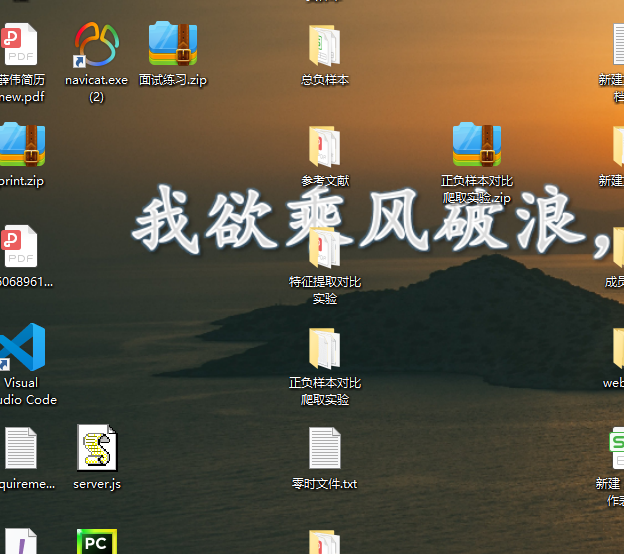 薛伟简历
new.pdf
navicat.exe
(2)
面试练习.zip
总负样本
新建
档
print.zip
参考文献
正负样本对比
爬取实验.zip
新建
我欲乘风破浪，
PDF
5068961...
特征提取对比
实验
成员
Visual
udio Code
正负样本对比
爬取实验
web
quireme...
server.js
零时文件.txt
新建
作表
PC